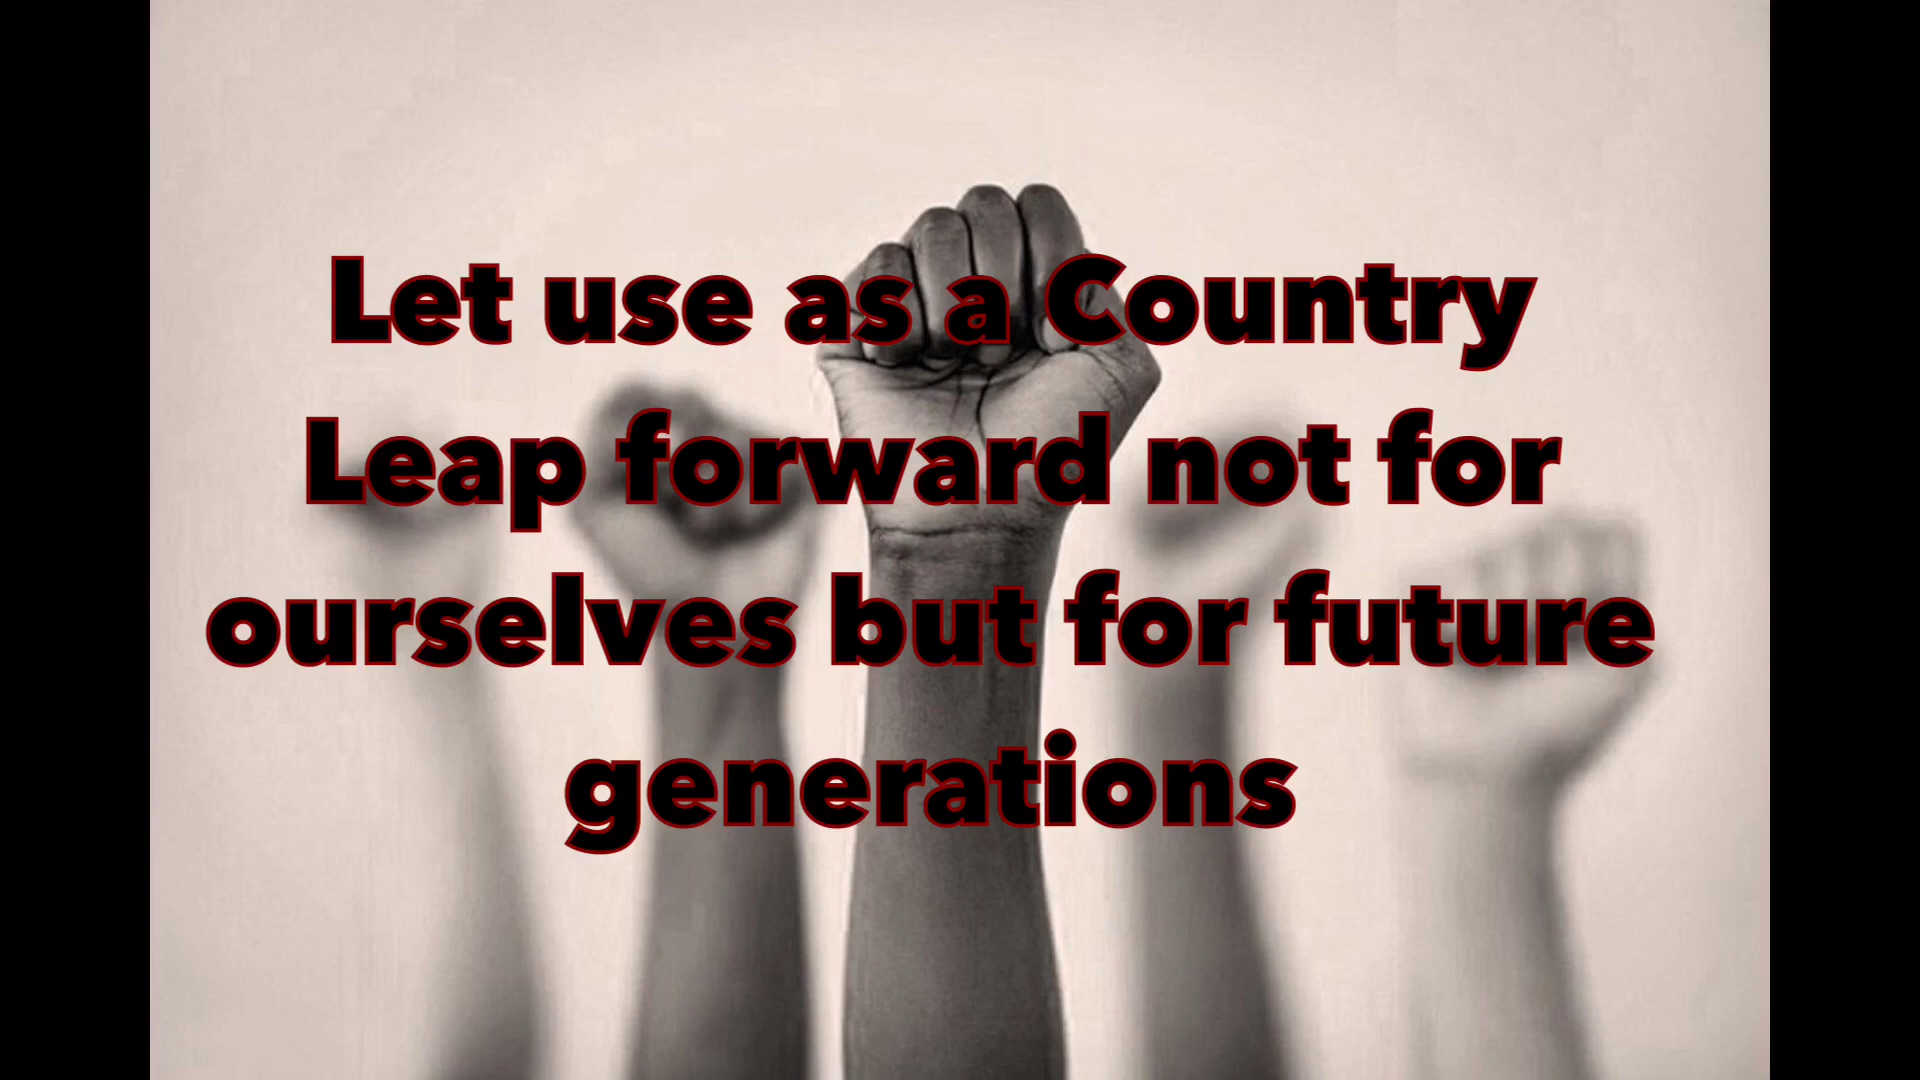 Let use as a Country
Leap forward not for
ourselves but for future
generations